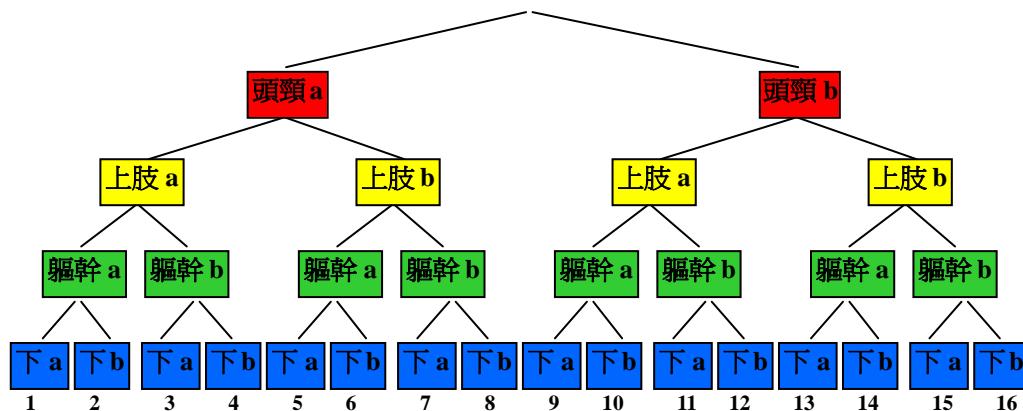 頭頸 a 頭頸 b
上肢 a 上肢 b 上肢 a 上肢 b
軀幹 a 軀幹 b 軀幹 a 軀幹 b 軀幹 a 軀幹 b 軀幹 a 軀幹 b
下 a 下 b 下 a 下 b 下 a 下 b 下 a 下 b 下 a 下 b 下 a 下 b 下 a 下 b 下 a 下 b
1 2 3 4 5 6 7 8 9 10 11 12 13 14 15 16